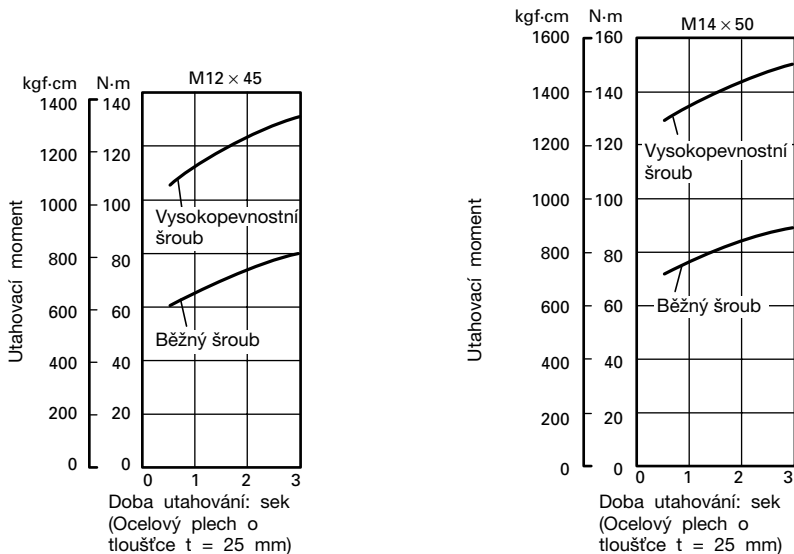 kgf·cm N·m M12 × 45
1400 140
1200 120
1000 100
800 80
600 60
400 40
200 20
0 0
Utahovací moment
Vysokopevnostní
šroub
Běžný šroub
0 1 2 3
Doba utahování: sek
(Ocelový plech o
tloušťce t = 25 mm)
kgf·cm N·m
1600 160 M14 × 50
1400 140
1200 120
1000 100
800 80
600 60
400 40
200 20
0 0
Utahovací moment
Vysokopevnostní
šroub
Běžný šroub
0 1 2 3
Doba utahování: sek
(Ocelový plech o
tloušťce t = 25 mm)